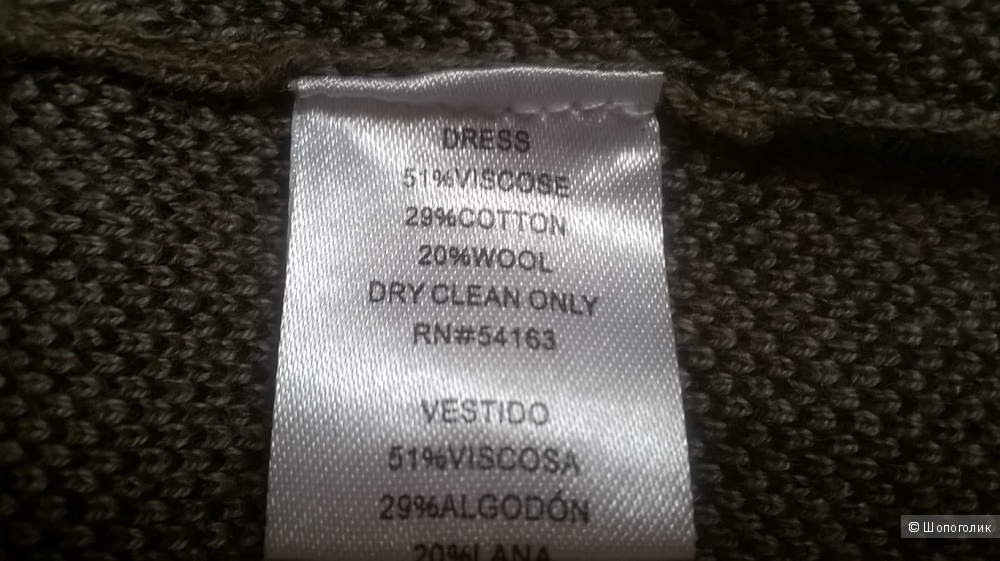 DRESS
51%VISCOSE
29%COTTON
20%WOOL
DRY CLEAN ONLY
RN#54163
VESTIDO
51%VISCOSA
29%ALGODÓN
20%LANA
© Шопоголик